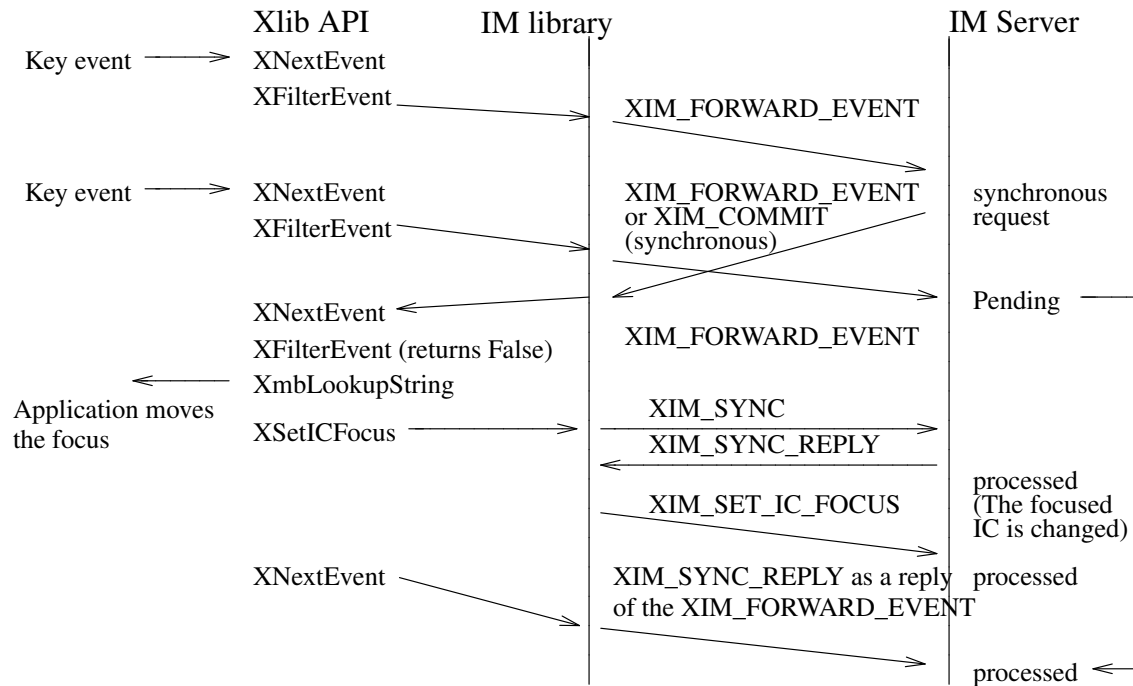 Xlib API IM library IM Server
Key event XNextEvent
XFilterEvent
XIM_FORWARD_EVENT
Key event XNextEvent
XIM_FORWARD_EVENT
or XIM_COMMIT
(synchronous)
synchronous
request
XFilterEvent
XNextEvent
Pending
XFilterEvent (returns False)
XIM_FORWARD_EVENT
XmbLookupString
Application moves
the focus
XSetICFocus
XIM_SYNC
XIM_SYNC_REPLY
processed
(The focused
IC is changed)
XIM_SET_IC_FOCUS
XNextEvent
XIM_SYNC_REPLY as a reply
of the XIM_FORWARD_EVENT
processed
processed